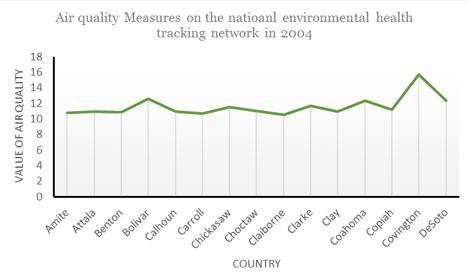 Air quality Measures on the natioanl environmental health
tracking network in 2004
VALUE OF AIR QUALITY
18
16
14
12
10
8
6
4
2
0
Amite
Attala
Benton
Bolivar
Calhoun
Carroll
Chickasaw
Choctaw
Claiborne
Clarke
Clay
Coahoma
Copiah
Covington
DeSoto
COUNTRY